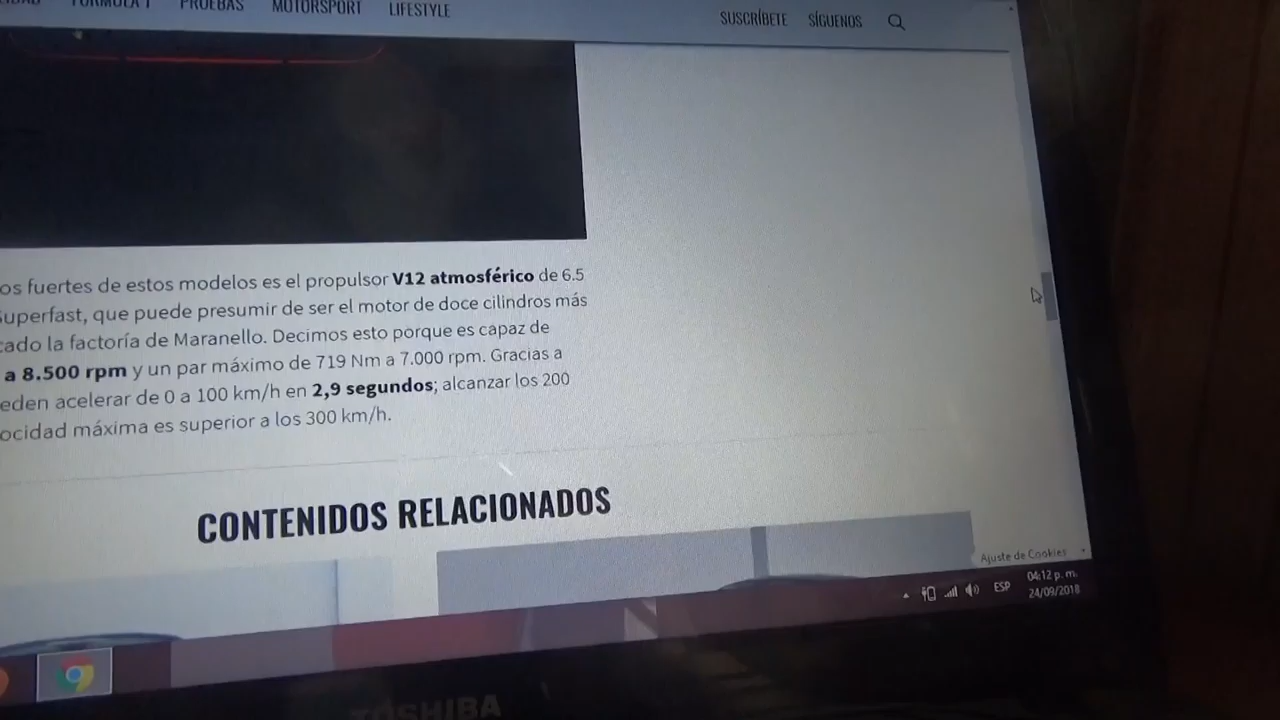 FORMULA 1 PRUEBAS MOTORSPORT LIFESTYLE SUSCRÍBETE SÍGUENOS
os fuertes de estos modelos es el propulsor V12 atmosférico de 6.5
Superfast, que puede presumir de ser el motor de doce cilindros más
cado la factoría de Maranello. Decimos esto porque es capaz de
a 8.500 rpm y un par máximo de 719 Nm a 7.000 rpm. Gracias a
eden acelerar de 0 a 100 km/h en 2,9 segundos; alcanzar los 200
ocidad máxima es superior a los 300 km/h.
CONTENIDOS RELACIONADOS
Ajuste de Cookies
ESP 04:12 p. m.
24/09/2018
TOSHIBA